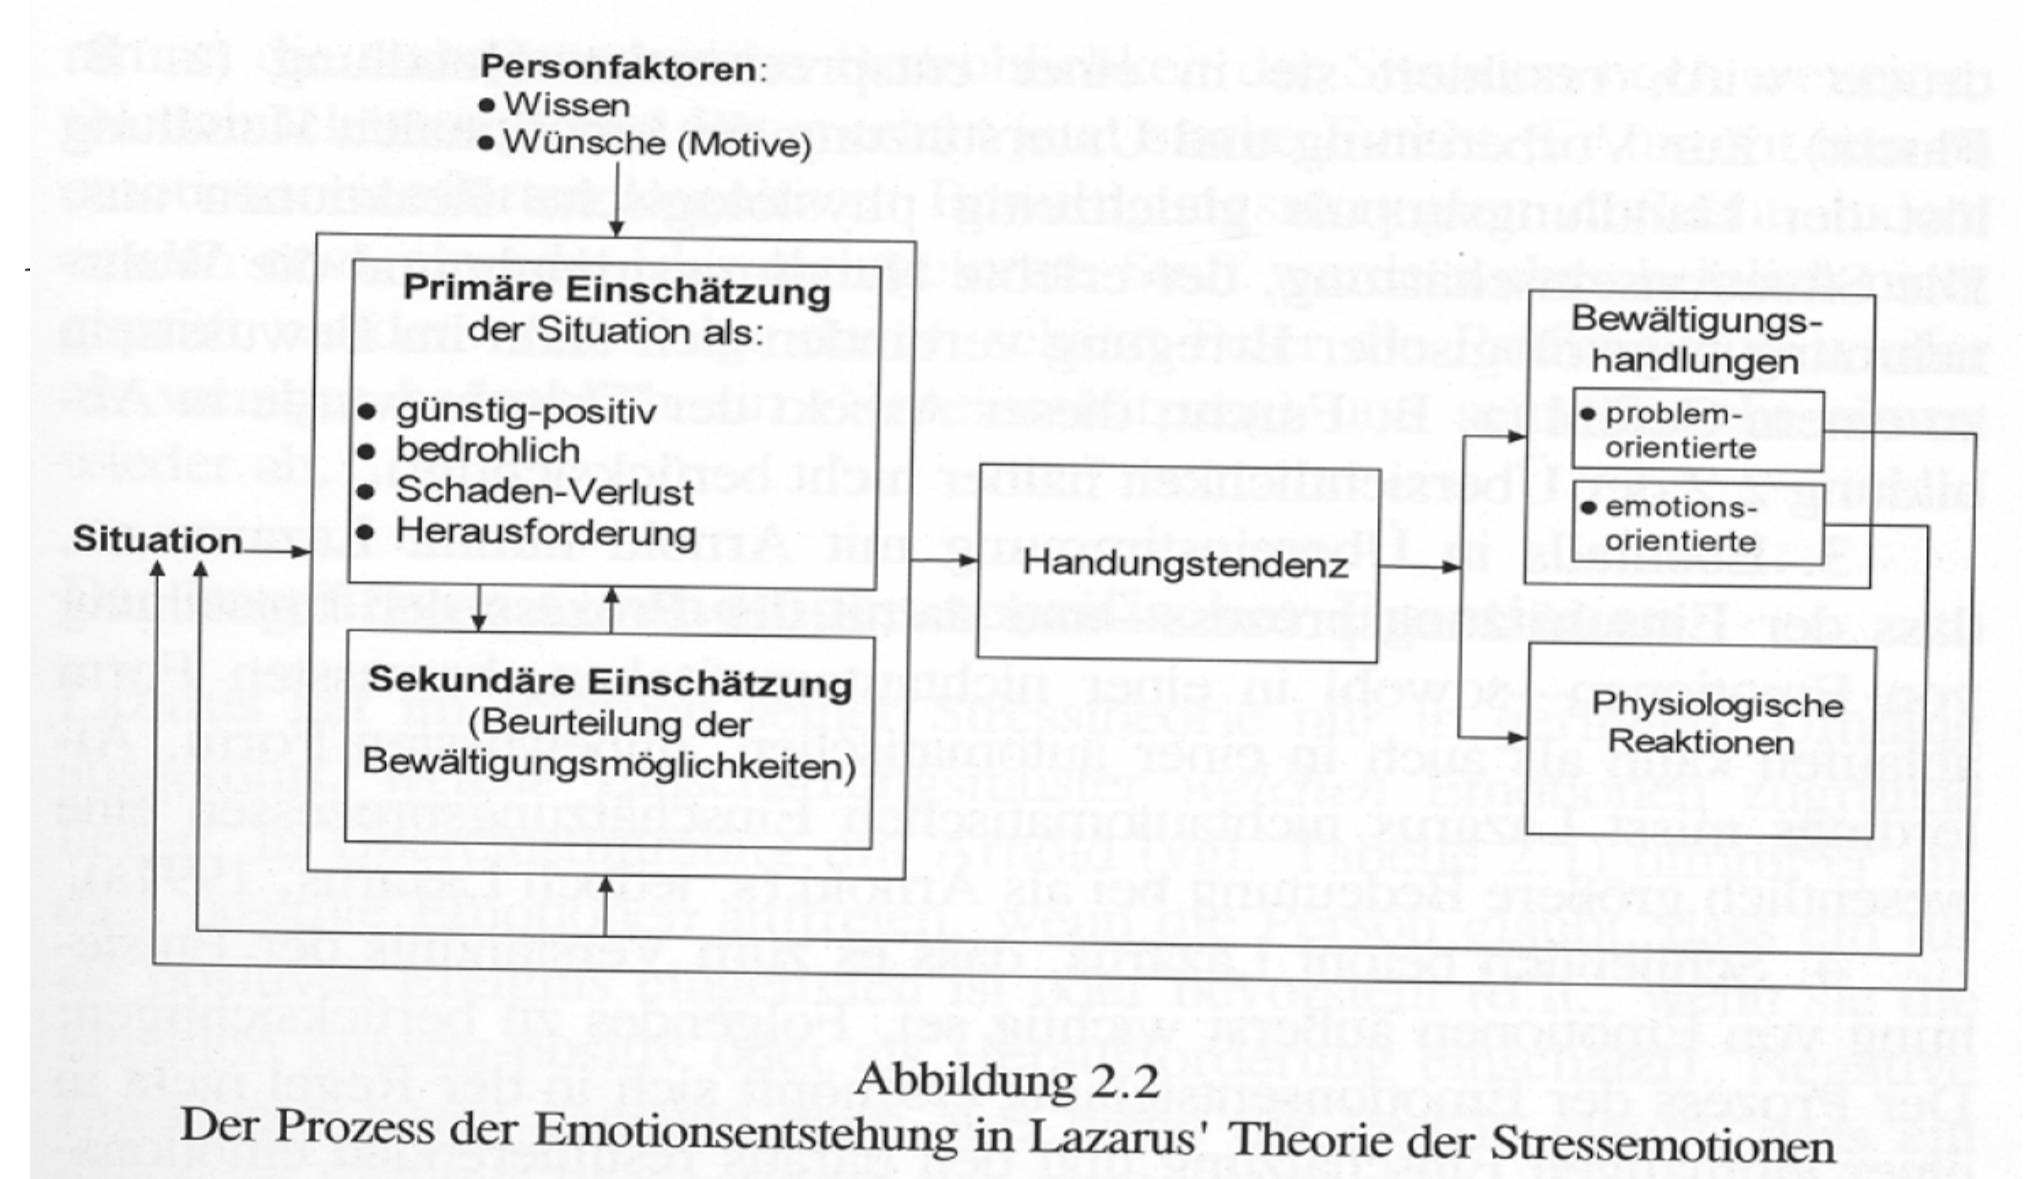 Personfaktoren:
• Wissen
• Wünsche (Motive)
Primäre Einschätzung
der Situation als:
• günstig-positiv
• bedrohlich
• Schaden-Verlust
• Herausforderung
Situation
Sekundäre Einschätzung
(Beurteilung der
Bewältigungsmöglichkeiten)
Handungstendenz
Bewältigungs-
handlungen
• problem-
orientierte
• emotions-
orientierte
Physiologische
Reaktionen
Abbildung 2.2
Der Prozess der Emotionsentstehung in Lazarus' Theorie der Stressemotionen